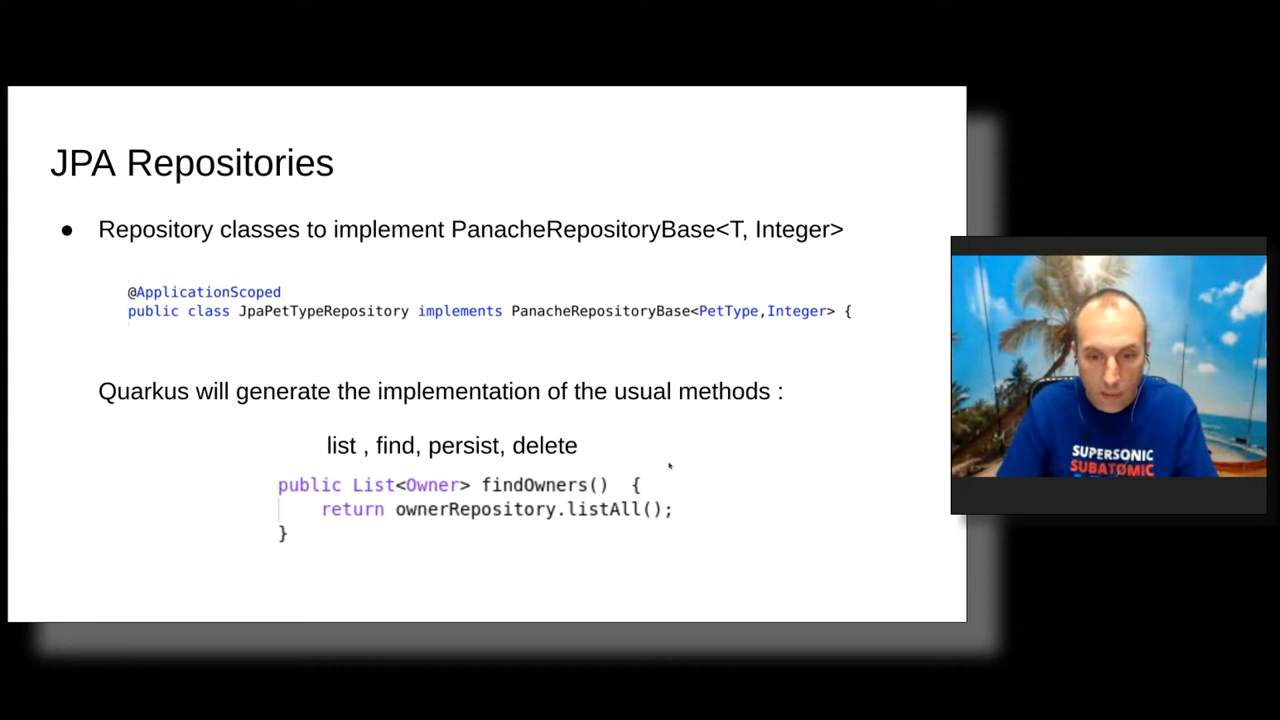 JPA Repositories
● Repository classes to implement PanacheRepositoryBase<T, Integer>
@ApplicationScoped
public class JpaPetTypeRepository implements PanacheRepositoryBase<PetType,Integer> {
Quarkus will generate the implementation of the usual methods :
list , find, persist, delete
public List<Owner> findOwners() {
return ownerRepository.listAll();
}
SUPERSONIC
SUBATOMIC